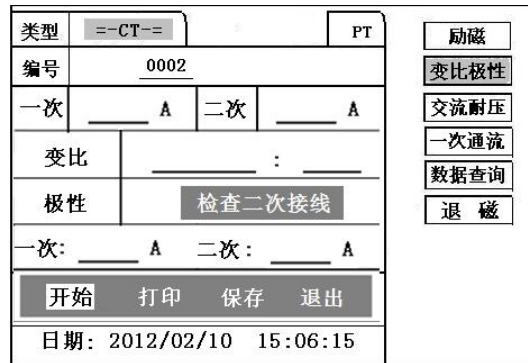 类型 =-CT-= PT
编号 0002
一次 A 二次 A
变比 :
极性 检查二次接线
一次: A 二次: A
开始 打印 保存 退出
日期: 2012/02/10 15:06:15
励磁
变比极性
交流耐压
一次通流
数据查询
退 磁